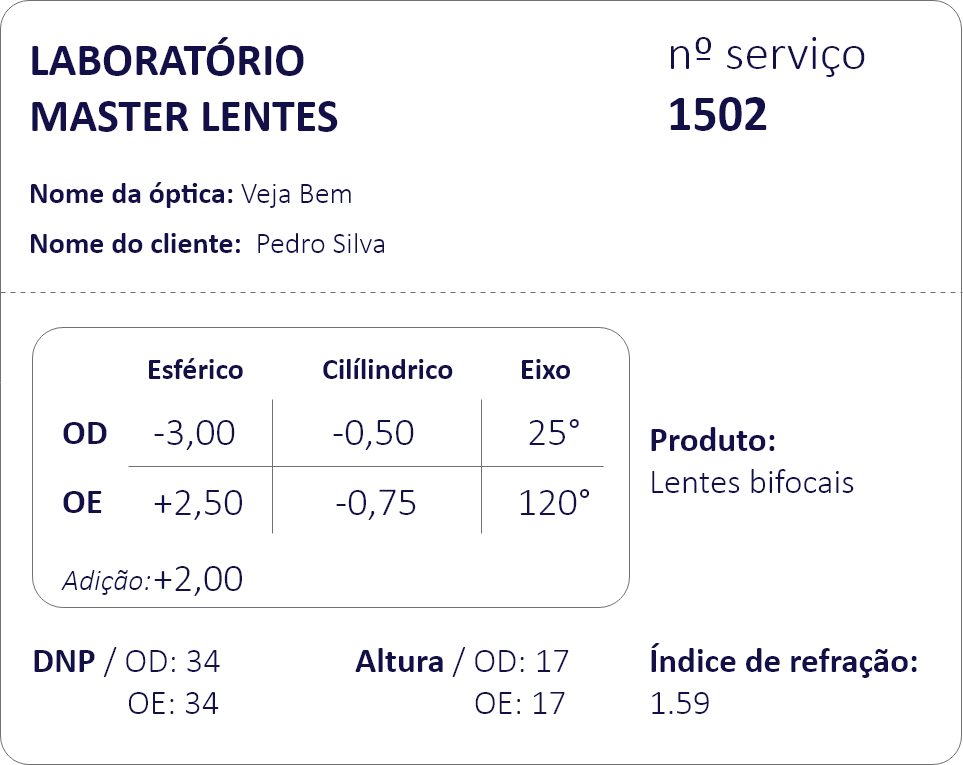 LABORATÓRIO
MASTER LENTES
nº serviço
1502
Nome da óptica: Veja Bem
Nome do cliente: Pedro Silva
Esférico Cilílindrico Eixo
OD -3,00 -0,50 25°
OE +2,50 -0,75 120°
Adição:+2,00
Produto:
Lentes bifocais
DNP / OD: 34
OE: 34
Altura / OD: 17
OE: 17
Índice de refração:
1.59